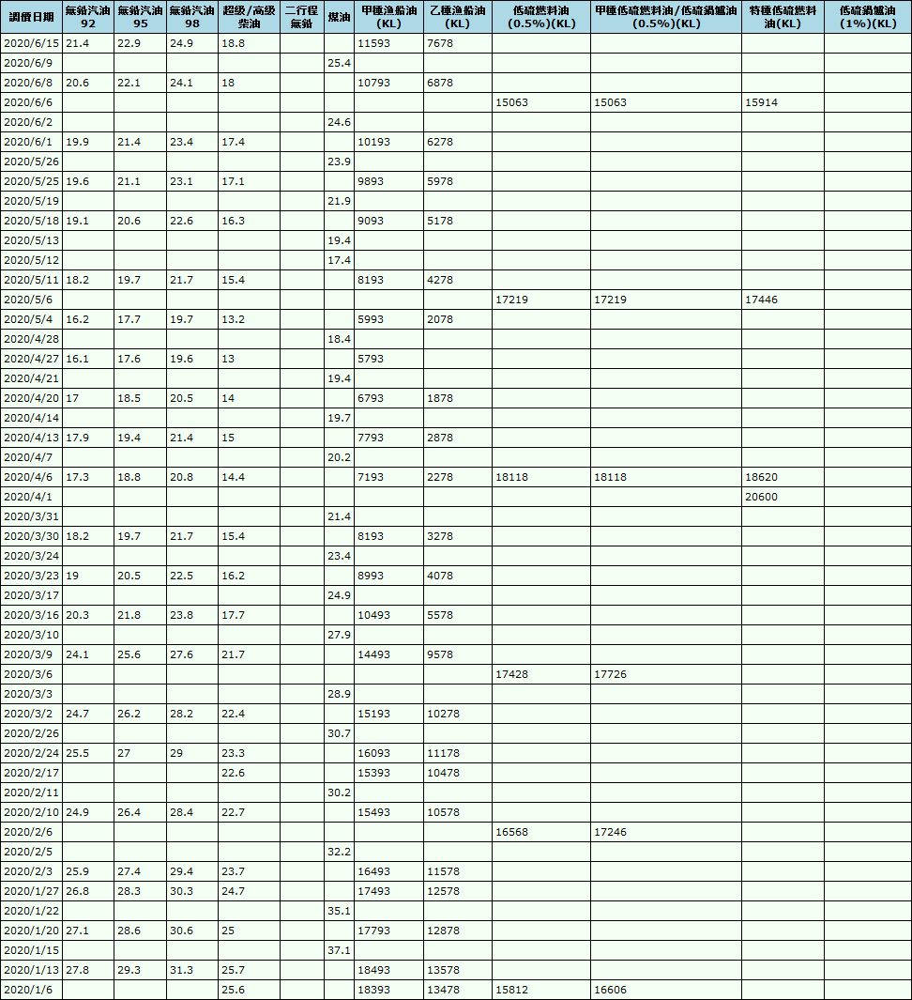 調價日期 無鉛汽油92 無鉛汽油95 無鉛汽油98 超級/高級柴油 二行程無鉛 煤油 甲種漁船油(KL) 乙種漁船油(KL) 低硫燃料油(0.5%)(KL) 甲種低硫燃料油/低硫鍋爐油(0.5%)(KL) 特種低硫燃料油(KL) 低硫鍋爐油(1%)(KL)
2020/6/15 21.4 22.9 24.9 18.8 11593 7678
2020/6/9 25.4
2020/6/8 20.6 22.1 24.1 18 10793 6878
2020/6/6 15063 15063 15914
2020/6/2 24.6
2020/6/1 19.9 21.4 23.4 17.4 10193 6278
2020/5/26 23.9
2020/5/25 19.6 21.1 23.1 17.1 9893 5978
2020/5/19 21.9
2020/5/18 19.1 20.6 22.6 16.3 9093 5178
2020/5/13 19.4
2020/5/12 17.4
2020/5/11 18.2 19.7 21.7 15.4 8193 4278
2020/5/6 17219 17219 17446
2020/5/4 16.2 17.7 19.7 13.2 5993 2078
2020/4/28 18.4
2020/4/27 16.1 17.6 19.6 13 5793
2020/4/21 19.4
2020/4/20 17 18.5 20.5 14 6793 1878
2020/4/14 19.7
2020/4/13 17.9 19.4 21.4 15 7793 2878
2020/4/7 20.2
2020/4/6 17.3 18.8 20.8 14.4 7193 2278 18118 18118 18620
2020/4/1 20600
2020/3/31 21.4
2020/3/30 18.2 19.7 21.7 15.4 8193 3278
2020/3/24 23.4
2020/3/23 19 20.5 22.5 16.2 8993 4078
2020/3/17 24.9
2020/3/16 20.3 21.8 23.8 17.7 10493 5578
2020/3/10 27.9
2020/3/9 24.1 25.6 27.6 21.7 14493 9578
2020/3/6 17428 17726
2020/3/3 28.9
2020/3/2 24.7 26.2 28.2 22.4 15193 10278
2020/2/26 30.7
2020/2/24 25.5 27 29 23.3 16093 11178
2020/2/17 22.6 15393 10478
2020/2/11 30.2
2020/2/10 24.9 26.4 28.4 22.7 15493 10578
2020/2/6 16568 17246
2020/2/5 32.2
2020/2/3 25.9 27.4 29.4 23.7 16493 11578
2020/1/27 26.8 28.3 30.3 24.7 17493 12578
2020/1/22 35.1
2020/1/20 27.1 28.6 30.6 25 17793 12878
2020/1/15 37.1
2020/1/13 27.8 29.3 31.3 25.7 18493 13578
2020/1/6 25.6 18393 13478 15812 16606